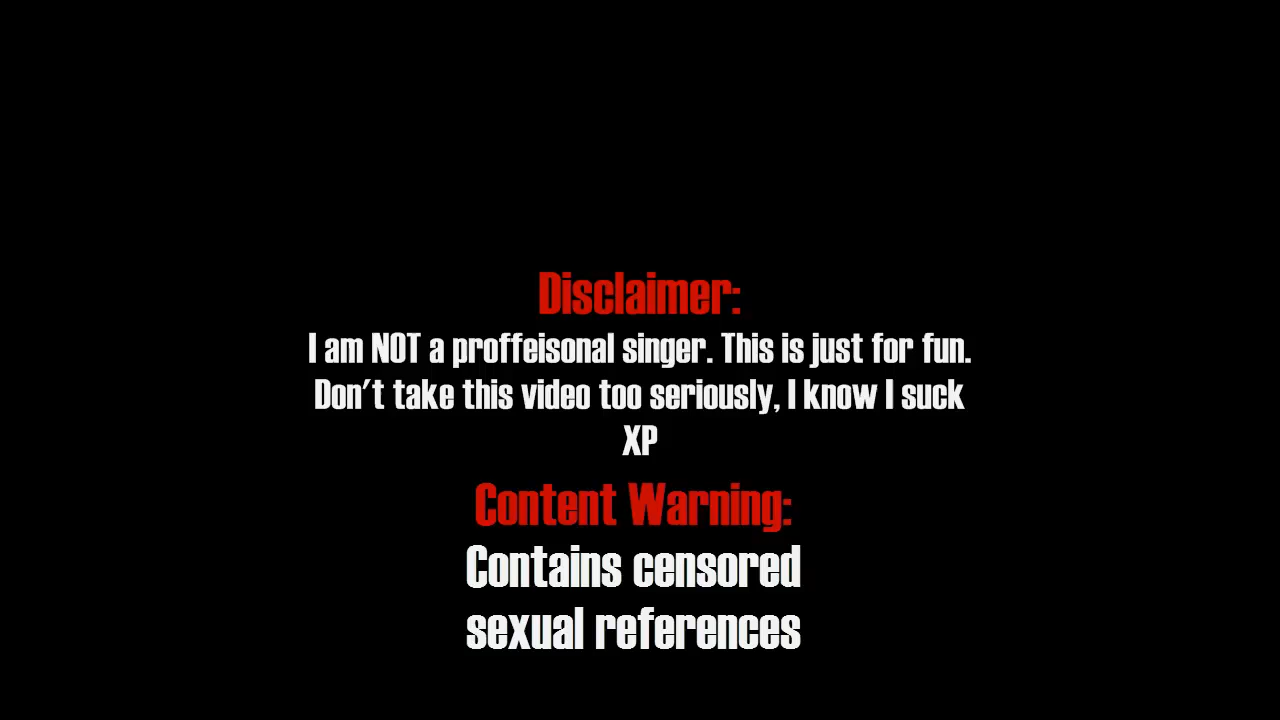 Disclaimer:
I am NOT a proffeisonal singer. This is just for fun.
Don't take this video too seriously, I know I suck
XP
Content Warning:
Contains censored
sexual references